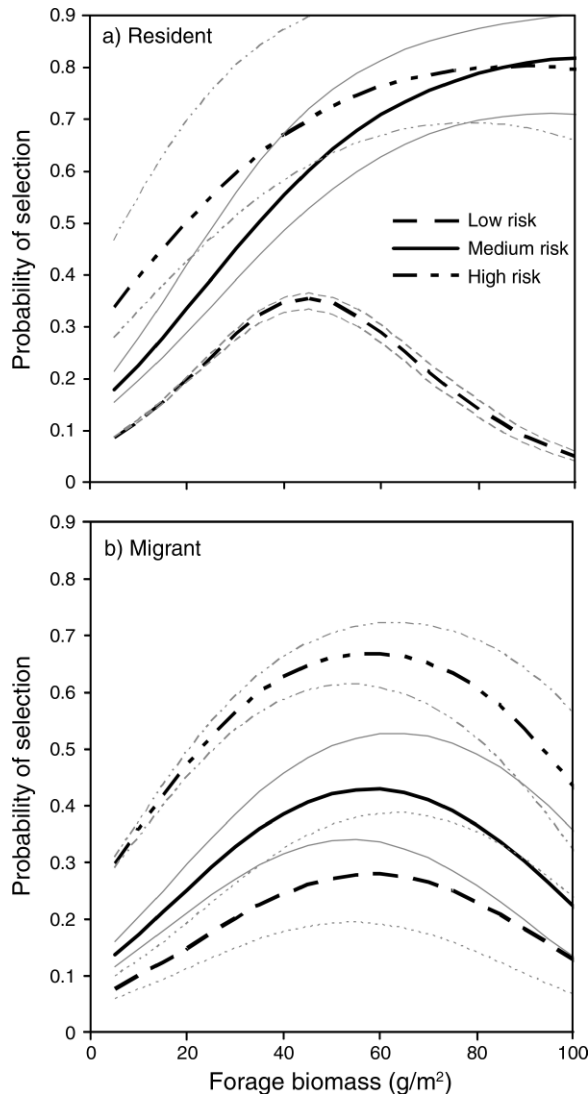 a) Resident
Probability of selection
0.9
0.8
0.7
0.6
0.5
0.4
0.3
0.2
0.1
0
Low risk
Medium risk
High risk
b) Migrant
Probability of selection
0.9
0.8
0.7
0.6
0.5
0.4
0.3
0.2
0.1
0
0 20 40 60 80 100
Forage biomass (g/m²)